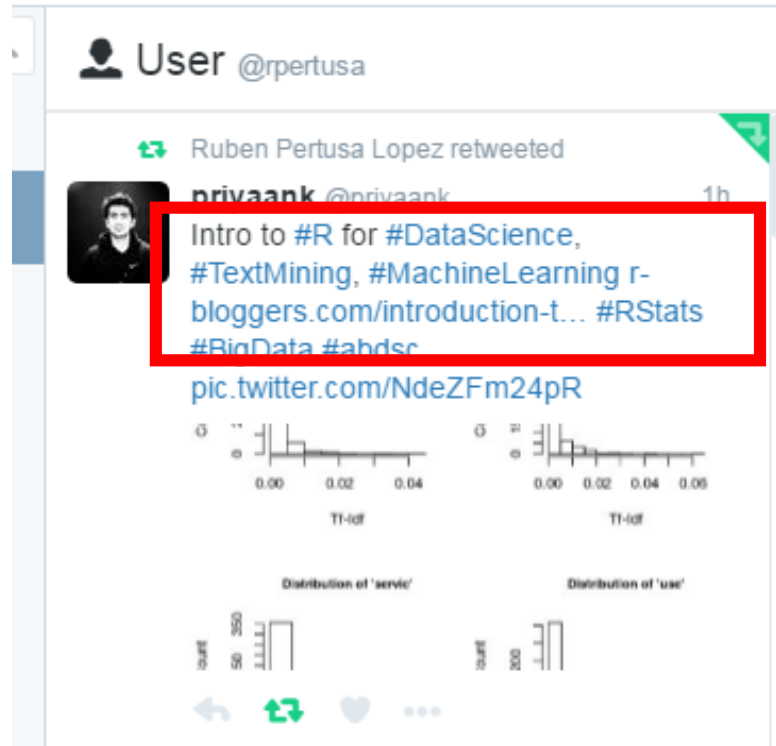 User @rpertusa
Ruben Pertusa Lopez retweeted
priyaank @priyaank 1h
Intro to #R for #DataScience,
#TextMining, #MachineLearning r-
bloggers.com/introduction-t… #RStats
#BigData #abdsc
pic.twitter.com/NdeZFm24pR
0.00 0.02 0.04
0.00 0.02 0.04 0.06
Tf-Idf
Tf-Idf
Distribution of 'servic'
Distribution of 'use'
350
200